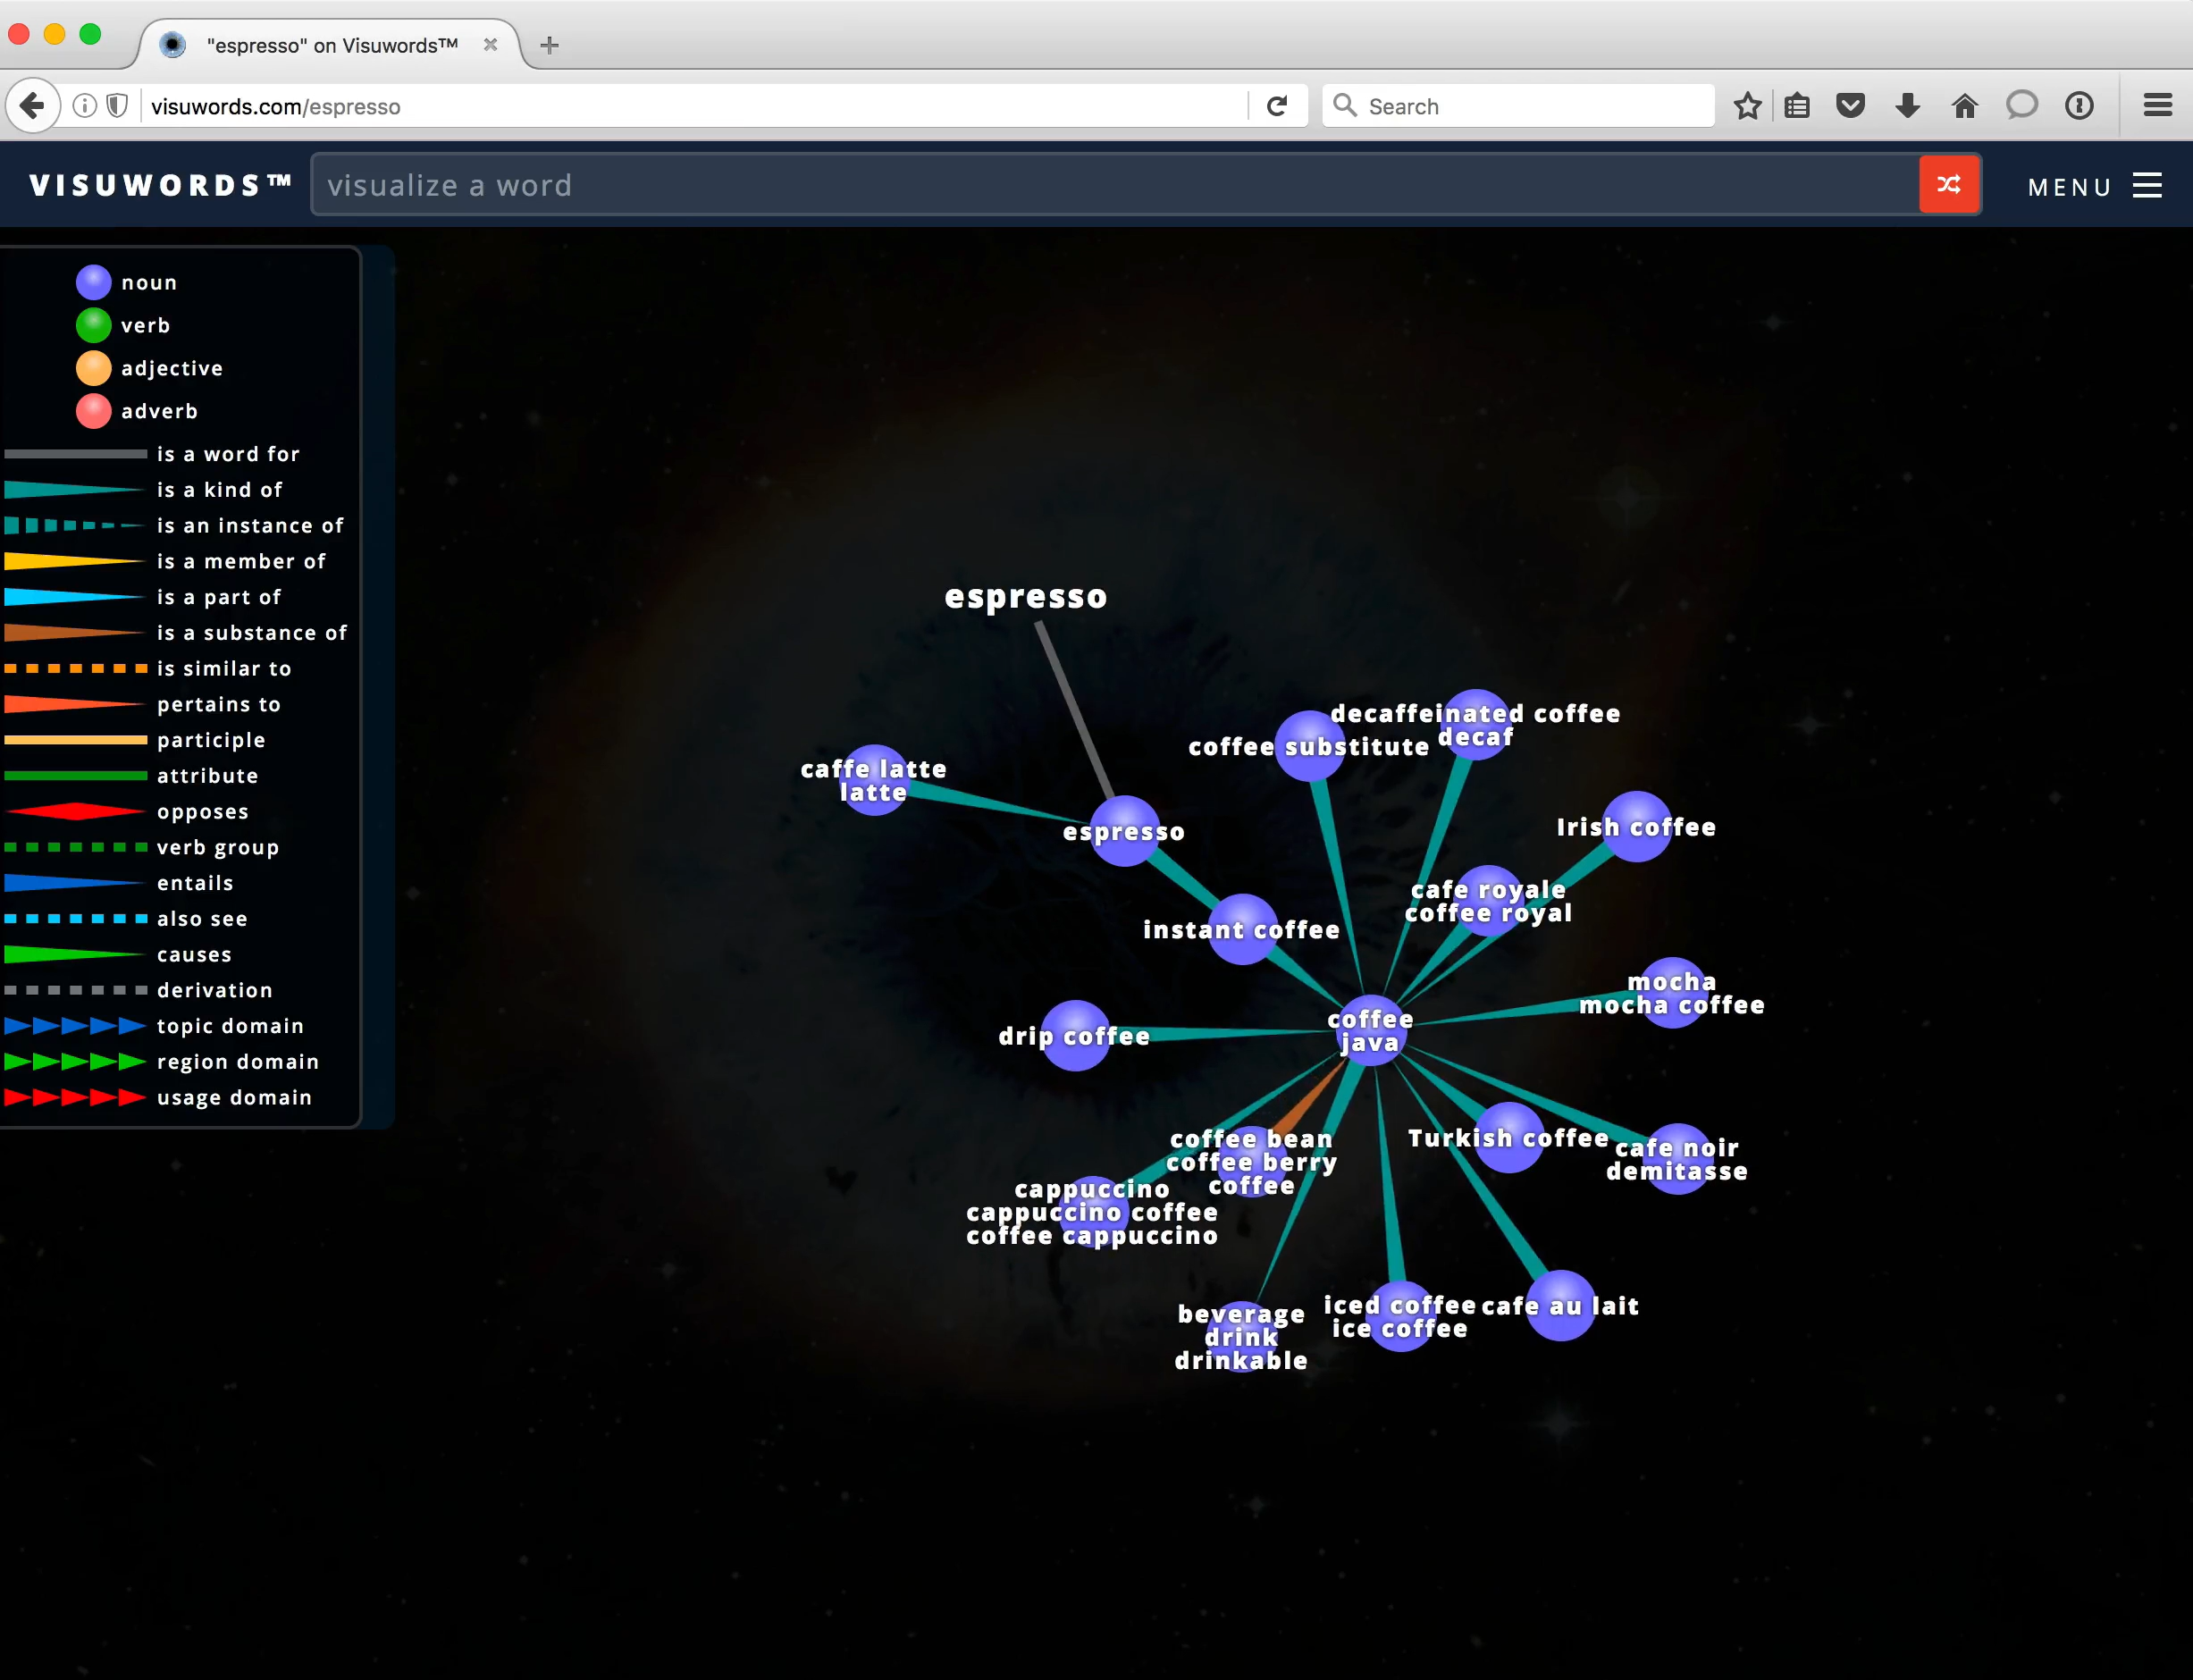 "espresso" on Visuwords™
visuwords.com/espresso
Search
VISUWORDS™
visualize a word
MENU
noun
verb
adjective
adverb
is a word for
is a kind of
is an instance of
is a member of
is a part of
is a substance of
is similar to
pertains to
participle
attribute
opposes
verb group
entails
also see
causes
derivation
topic domain
region domain
usage domain
espresso
decaffeinated coffee
decaf
coffee substitute
caffe latte
latte
espresso
Irish coffee
cafe royale
coffee royal
instant coffee
mocha
mocha coffee
coffee
java
drip coffee
coffee bean
coffee berry
coffee
Turkish coffee
cafe noir
demitasse
cappuccino
cappuccino coffee
coffee cappuccino
beverage
drink
drinkable
iced coffee
ice coffee
cafe au lait